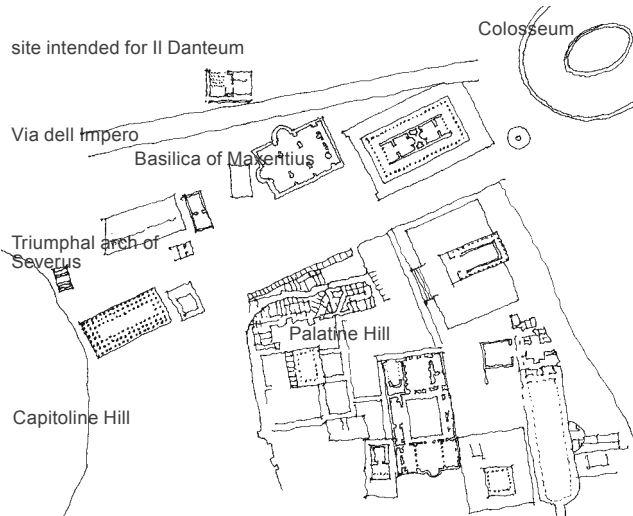 Colosseum
site intended for Il Danteum
Via dell Impero
Basilica of Maxentius
Triumphal arch of
Severus
Palatine Hill
Capitoline Hill